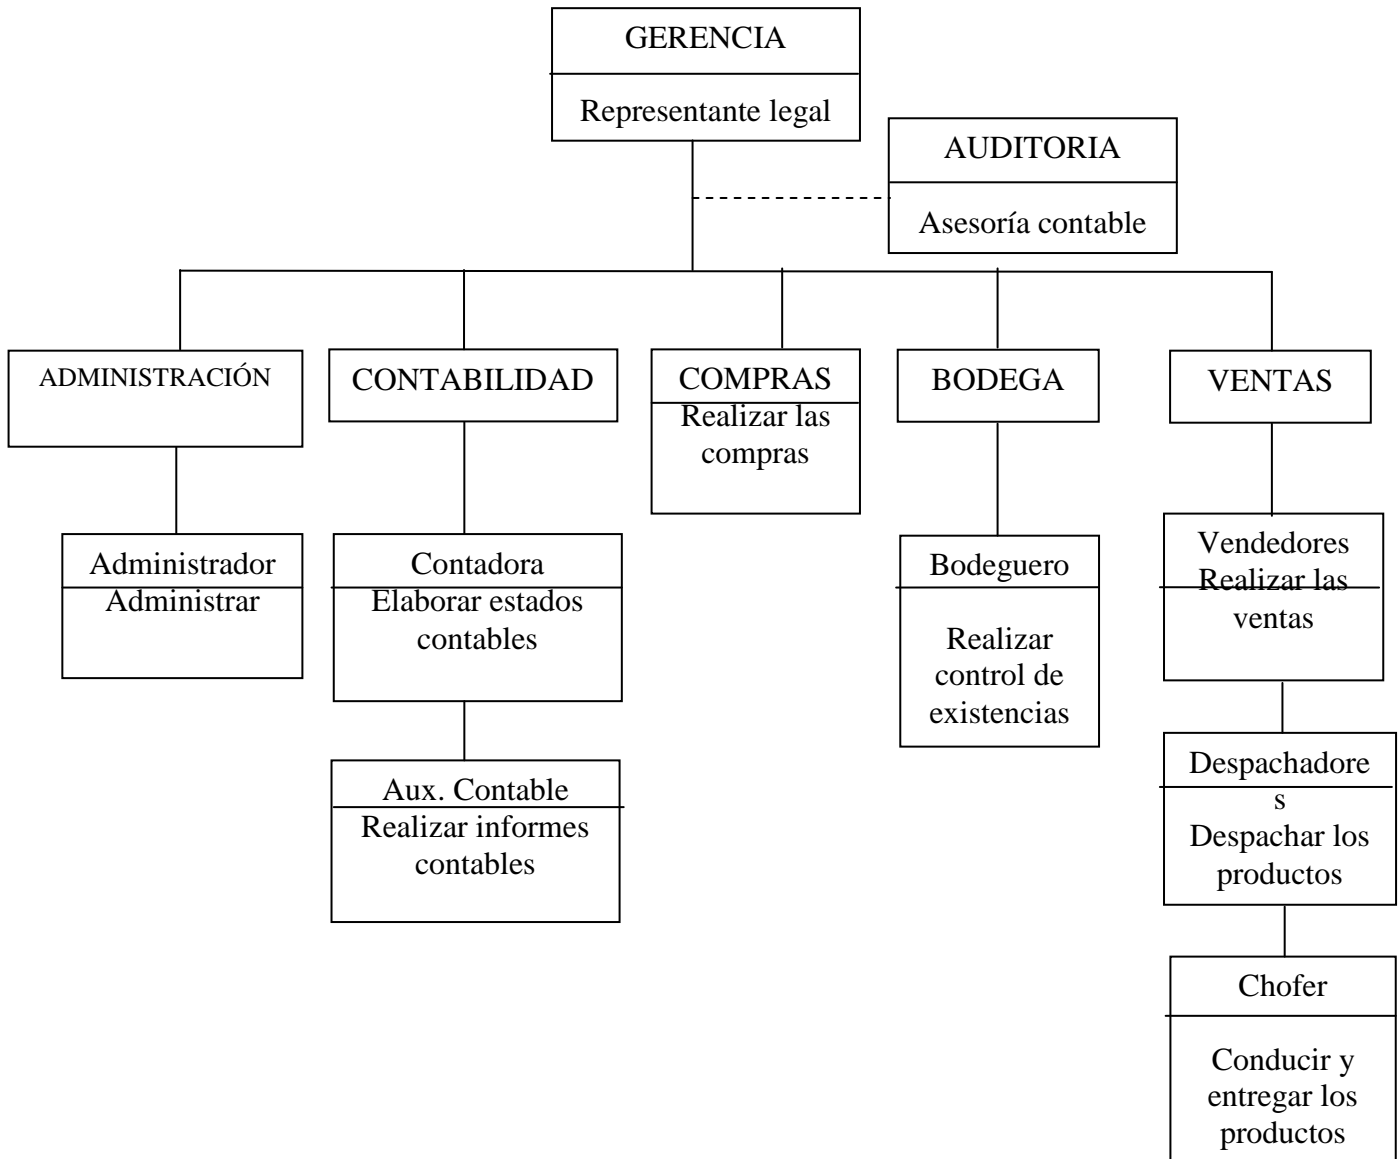 GERENCIA
Representante legal
AUDITORIA
Asesoría contable
ADMINISTRACIÓN
CONTABILIDAD
COMPRAS
Realizar las
compras
BODEGA
VENTAS
Administrador
Administrar
Contadora
Elaborar estados
contables
Bodeguero
Realizar
control de
existencias
Vendedores
Realizar las
ventas
Aux. Contable
Realizar informes
contables
Despachadore
s
Despachar los
productos
Chofer
Conducir y
entregar los
productos